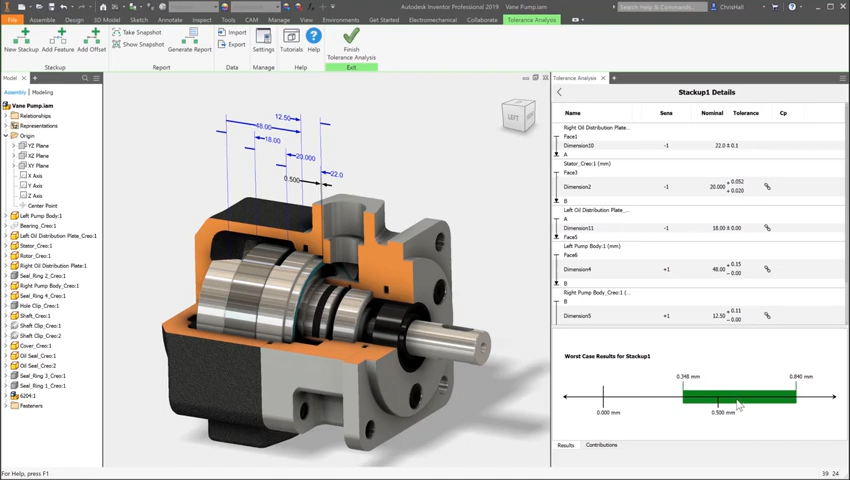 Autodesk Inventor Professional 2019 Vane Pump.iam
Search Help & Commands...
ChrisHall
File Assemble Design 3D Model Sketch Annotate Inspect Tools Manage View Environments Get Started Electromechanical Collaborate Tolerance Analysis
CAM
New Stackup Add Feature Add Offset
Take Snapshot
Show Snapshot
Generate Report
Import
Export
Settings
Tutorials
Help
Finish
Tolerance Analysis
Stackup Report Data Manage Help Exit
Model
Assembly Modeling
Vane Pump.iam
Relationships
Representations
Origin
YZ Plane
XZ Plane
XY Plane
X Axis
Y Axis
Z Axis
Center Point
Left Pump Body:1
Bearing_Creo:1
Left Oil Distribution Plate_Creo:1
Stator_Creo:1
Rotor_Creo:1
Right Oil Distribution Plate:1
Seal_Ring 2_Creo:1
Right Pump Body_Creo:1
Seal_Ring 4_Creo:1
Hole Clip_Creo:1
Shaft_Creo:1
Shaft Clip_Creo:1
Shaft Clip_Creo:2
Cover_Creo:1
Oil Seal_Creo:1
Oil Seal_Creo:2
Seal_Ring 3_Creo:1
Seal_Ring 1_Creo:1
6204:1
Fasteners
12.50
48.00
18.00
20.000
22.0
0.500
LEFT
Tolerance Analysis
Stackup1 Details
Name Sens Nominal Tolerance Cp
Right Oil Distribution Plate...
Face1
Dimension10 -1 22.0 ± 0.1
A
Stator_Creo:1 (mm)
Face3
Dimension2 -1 20.000 + 0.052 + 0.020
B
Left Oil Distribution Plate_...
A
Dimension11 -1 18.00 ± 0.00
Face5
Left Pump Body:1 (mm)
Face6
Dimension4 +1 48.00 + 0.15 – 0.00
B
Right Pump Body_Creo:1 (...
B
Dimension5 +1 12.50 + 0.11 – 0.00
Worst Case Results for Stackup1
0.348 mm 0.840 mm
0.000 mm 0.500 mm
Results Contributions
For Help, press F1
39 24